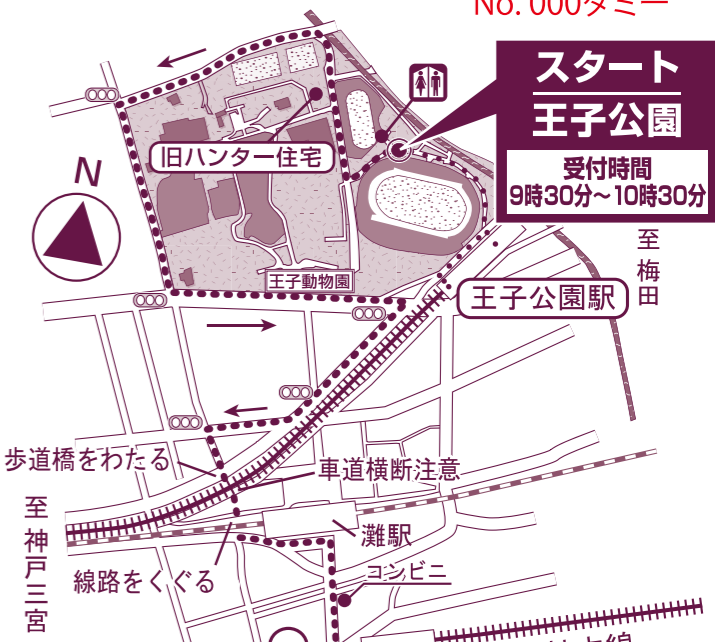 No. 000ダミー
スタート
王子公園
受付時間
9時30分~10時30分
旧ハンター住宅
N
至梅田
王子動物園
王子公園駅
歩道橋をわたる
車道横断注意
至神戸三宮
灘駅
線路をくぐる
コンビニ